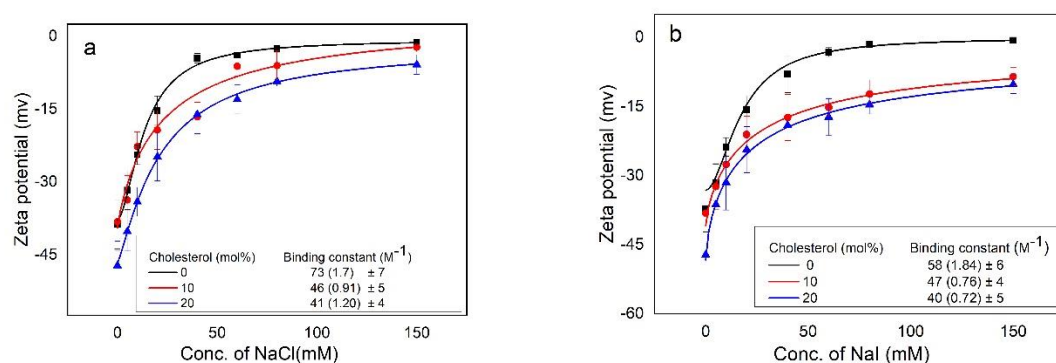 a
Zeta potential (mv)
0
-15
-30
-45
Cholesterol (mol%) Binding constant (M⁻¹)
0 73 (1.7) ± 7
10 46 (0.91) ± 5
20 41 (1.20) ± 4
0 50 100 150
Conc. of NaCl(mM)
b
Zeta potential (mv)
0
-15
-30
-45
-60
Cholesterol (mol%) Binding constant (M⁻¹)
0 58 (1.84) ± 6
10 47 (0.76) ± 4
20 40 (0.72) ± 5
0 50 100 150
Conc. of NaI(mM)